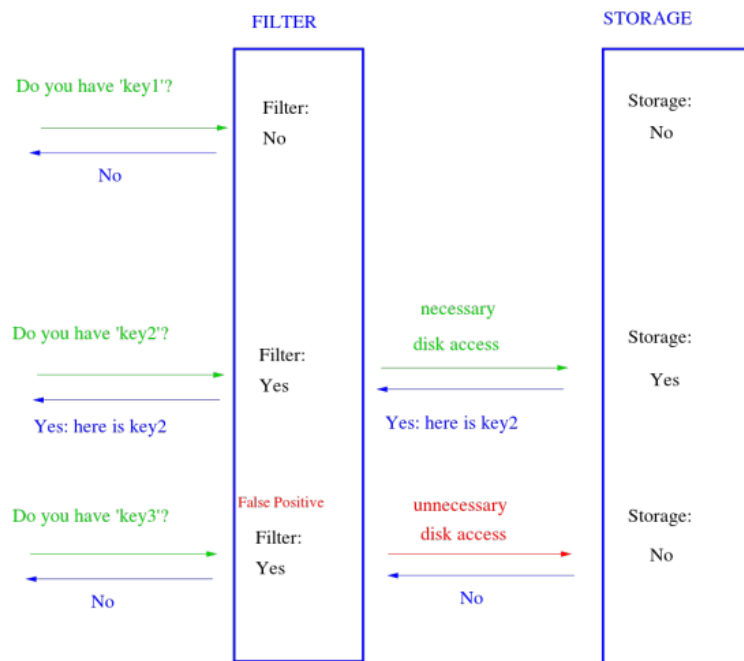 FILTER
STORAGE
Do you have 'key1'?
Filter:
No
Storage:
No
No
Do you have 'key2'?
Filter:
Yes
necessary
disk access
Storage:
Yes
Yes: here is key2
Yes: here is key2
Do you have 'key3'?
False Positive
Filter:
Yes
unnecessary
disk access
Storage:
No
No
No